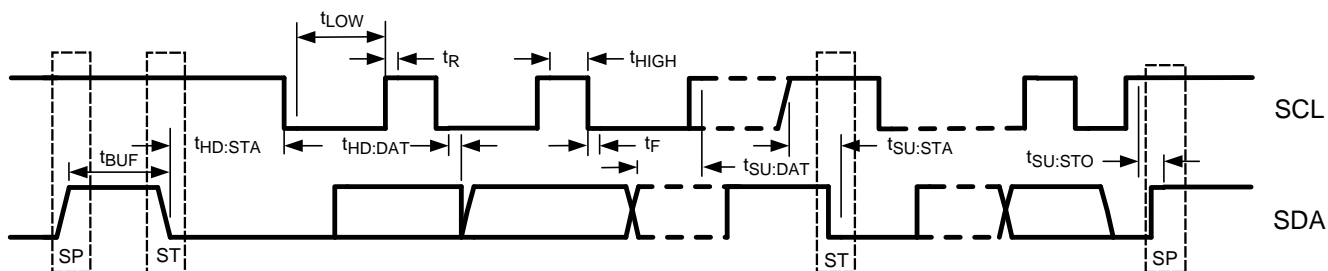 tLOW
tR
tHIGH
SCL
tHD:STA
tHD:DAT
tF
tSU:STA
tBUF
tSU:DAT
tSU:STO
SDA
SP
ST
ST
SP